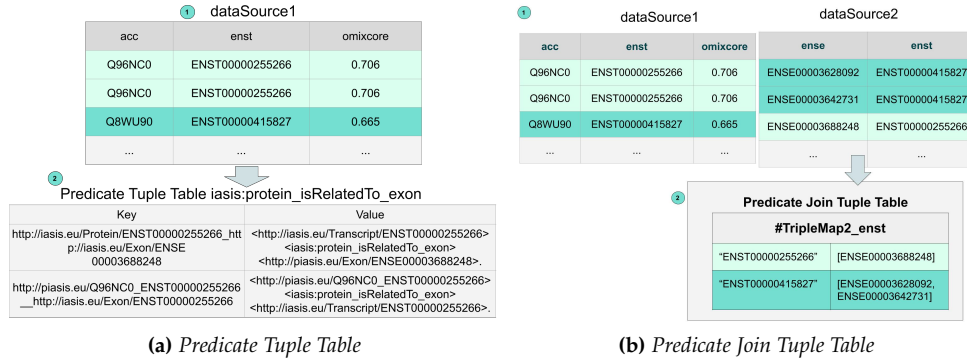 1 dataSource1
acc enst omixcore
Q96NC0 ENST00000255266 0.706
Q96NC0 ENST00000255266 0.706
Q8WU90 ENST00000415827 0.665
... ... ...
2
Predicate Tuple Table iasis:protein_isRelatedTo_exon
Key Value
http://iasis.eu/Protein/ENST00000255266_htt
p://iasis.eu/Exon/ENSE
00003688248
<http://iasis.eu/Transcript/ENST00000255266>
<iasis:protein_isRelatedTo_exon>
<http://piasis.eu/Exon/ENSE00003688248>.
http://piasis.eu/Q96NC0_ENST00000255266
__http://iasis.eu/Exon/ENST00000255266
<http://piasis.eu/Q96NC0_ENST00000255266>
<iasis:protein_isRelatedTo_exon>
<http://iasis.eu/Transcript/ENST00000255266>.
(a) Predicate Tuple Table
1
dataSource1
acc enst omixcore
Q96NC0 ENST00000255266 0.706
Q96NC0 ENST00000255266 0.706
Q8WU90 ENST00000415827 0.665
... ... ...
dataSource2
ense enst
ENSE00003628092 ENST00000415827
ENSE00003642731 ENST00000415827
ENSE00003688248 ENST00000255266
... ...
2
Predicate Join Tuple Table
#TripleMap2_enst
“ENST00000255266” [ENSE00003688248]
“ENST00000415827” [ENSE00003628092,
ENSE00003642731]
(b) Predicate Join Tuple Table